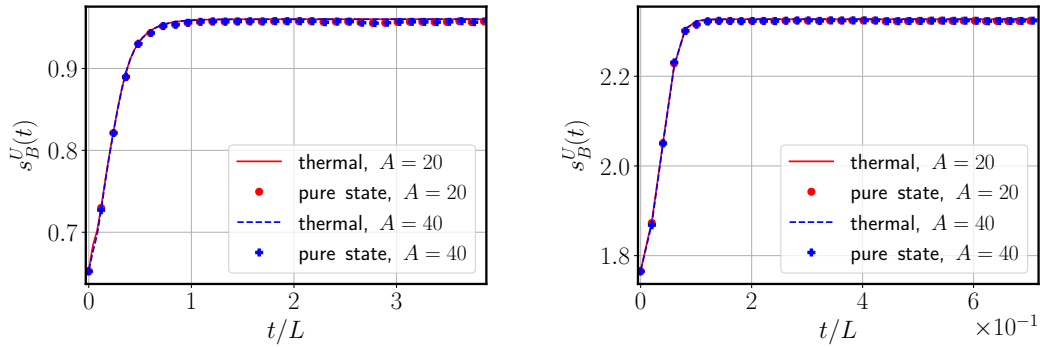 0.9
0.8
0.7
s_B^U(t)
thermal, A = 20
pure state, A = 20
thermal, A = 40
pure state, A = 40
0 1 2 3
t/L
2.2
2.0
1.8
s_B^U(t)
thermal, A = 20
pure state, A = 20
thermal, A = 40
pure state, A = 40
0 2 4 6
t/L
×10⁻¹